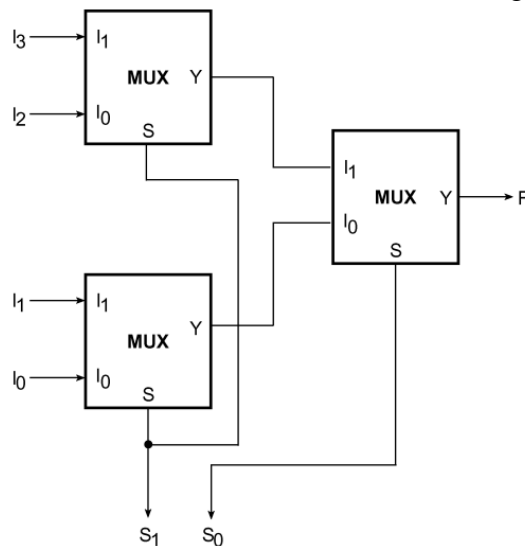 I3 I1
MUX Y
I2 I0
S
I1
MUX Y F
I0
S
I1 I1
Y
MUX
I0 I0
S
S1 S0